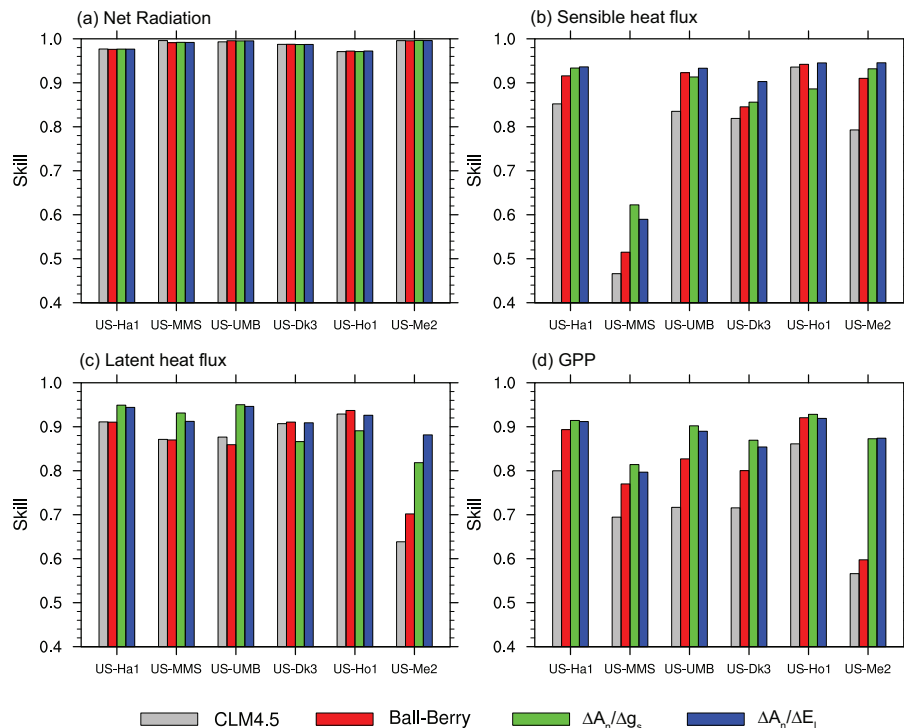 (a) Net Radiation
(b) Sensible heat flux
1.0
0.9
0.8
0.7
0.6
0.5
0.4
Skill
US-Ha1 US-MMS US-UMB US-Dk3 US-Ho1 US-Me2
1.0
0.9
0.8
0.7
0.6
0.5
0.4
Skill
US-Ha1 US-MMS US-UMB US-Dk3 US-Ho1 US-Me2
(c) Latent heat flux
(d) GPP
1.0
0.9
0.8
0.7
0.6
0.5
0.4
Skill
US-Ha1 US-MMS US-UMB US-Dk3 US-Ho1 US-Me2
1.0
0.9
0.8
0.7
0.6
0.5
0.4
Skill
US-Ha1 US-MMS US-UMB US-Dk3 US-Ho1 US-Me2
CLM4.5 Ball-Berry ΔAn/Δgs ΔAn/ΔEl